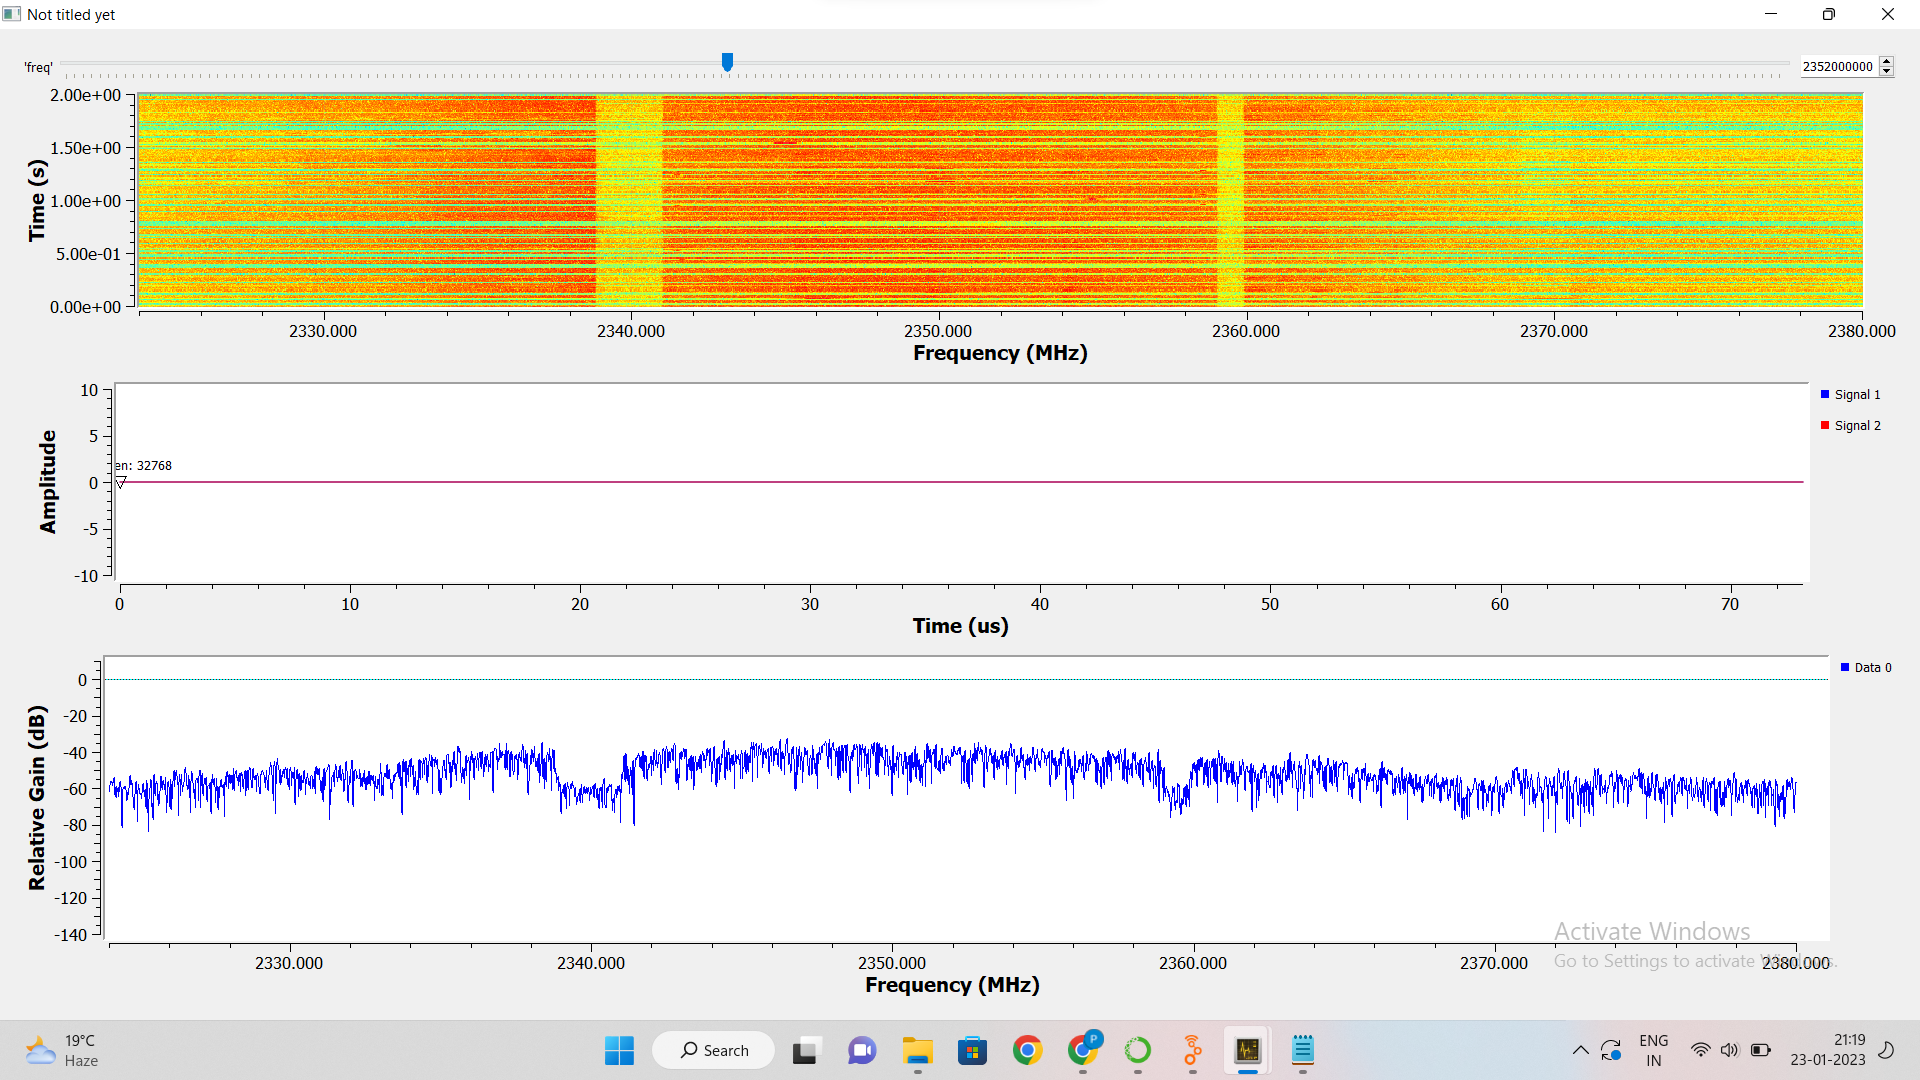 Not titled yet
'freq'
2352000000
2.00e+00
1.50e+00
1.00e+00
5.00e-01
0.00e+00
Time (s)
2330.000 2340.000 2350.000 2360.000 2370.000 2380.000
Frequency (MHz)
10
5
0
-5
-10
Amplitude
en: 32768
Signal 1
Signal 2
0 10 20 30 40 50 60 70
Time (us)
0
-20
-40
-60
-80
-100
-120
-140
Relative Gain (dB)
Data 0
2330.000 2340.000 2350.000 2360.000 2370.000 2380.000
Frequency (MHz)
Activate Windows
Go to Settings to activate Windows.
19°C
Haze
Search
P
ENG
IN
21:19
23-01-2023